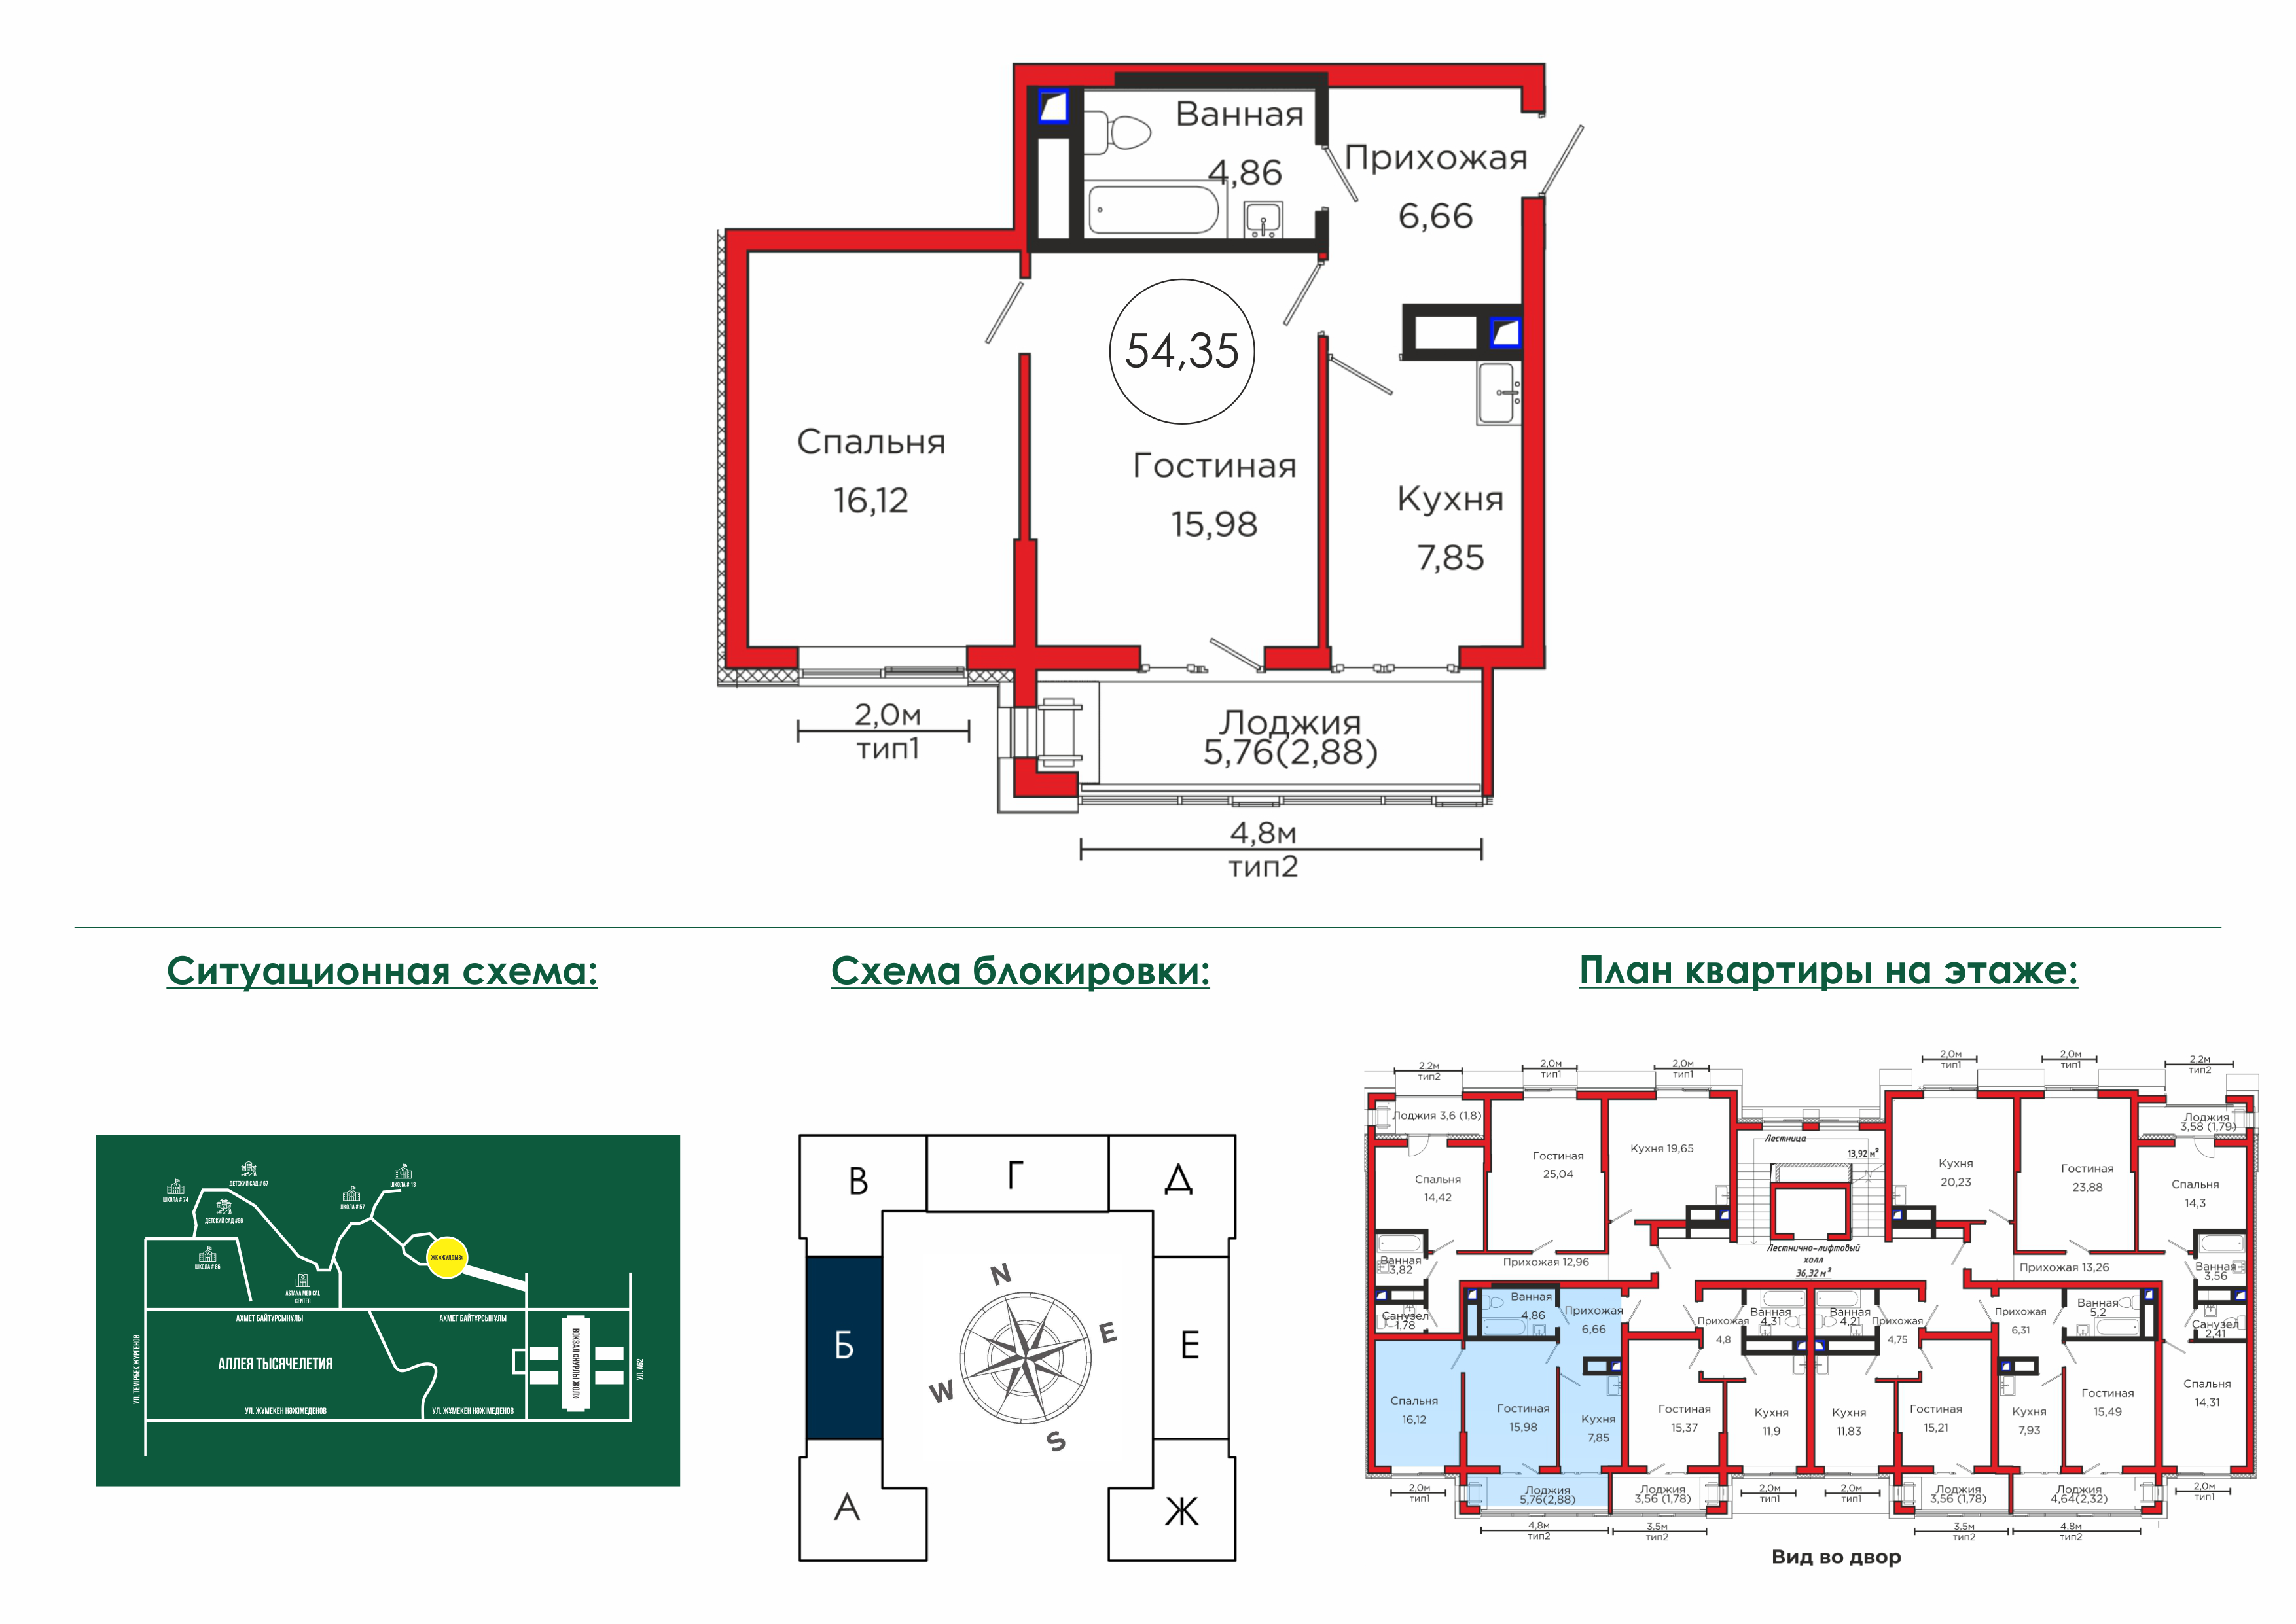 Ванная
4,86
Прихожая
6,66
54,35
Спальня
16,12
Гостиная
15,98
Кухня
7,85
Лоджия
5,76(2,88)
2,0м
тип1
4,8м
тип2
Ситуационная схема:
ШКОЛА # 74
ДЕТСКИЙ САД # 67
ДЕТСКИЙ САД #66
ШКОЛА # 57
ШКОЛА # 13
ШКОЛА # 86
ASTANA MEDICAL
CENTER
ЖК «ЖУЛДЫЗ»
АХМЕТ БАЙТУРСЫНУЛЫ
АХМЕТ БАЙТУРСЫНУЛЫ
УЛ. ТЕМІРБЕК ЖУРГЕНОВ
АЛЛЕЯ ТЫСЯЧЕЛЕТИЯ
ВОКЗАЛ «НУРЛЫ ЖОЛ»
УЛ. А62
УЛ. ЖҰМЕКЕН НӘЖІМЕДЕНОВ
УЛ. ЖҰМЕКЕН НӘЖІМЕДЕНОВ
Схема блокировки:
В
Г
Д
Б
Е
А
Ж
N
E
W
S
План квартиры на этаже:
2,2м
тип2
2,0м
тип1
2,0м
тип1
2,0м
тип1
2,0м
тип1
2,2м
тип2
Лоджия 3,6 (1,8)
Спальня
14,42
Гостиная
25,04
Кухня 19,65
Лестница
13,92 м²
Кухня
20,23
Гостиная
23,88
Лоджия
3,58 (1,79)
Спальня
14,3
Ванная
3,82
Прихожая 12,96
Лестнично-лифтовый
холл
36,32 м²
Прихожая 13,26
Ванная
3,56
Санузел
1,78
Ванная
4,86
Прихожая
6,66
Прихожая
4,8
Ванная
4,31
Ванная
4,21
Прихожая
4,75
Прихожая
6,31
Ванная
5,2
Санузел
2,41
Спальня
16,12
Гостиная
15,98
Кухня
7,85
Гостиная
15,37
Кухня
11,9
Кухня
11,83
Гостиная
15,21
Кухня
7,93
Гостиная
15,49
Спальня
14,31
2,0м
тип1
Лоджия
5,76(2,88)
Лоджия
3,56 (1,78)
2,0м
тип1
2,0м
тип1
Лоджия
3,56 (1,78)
Лоджия
4,64(2,32)
2,0м
тип1
4,8м
тип2
3,5м
тип2
3,5м
тип2
4,8м
тип2
Вид во двор